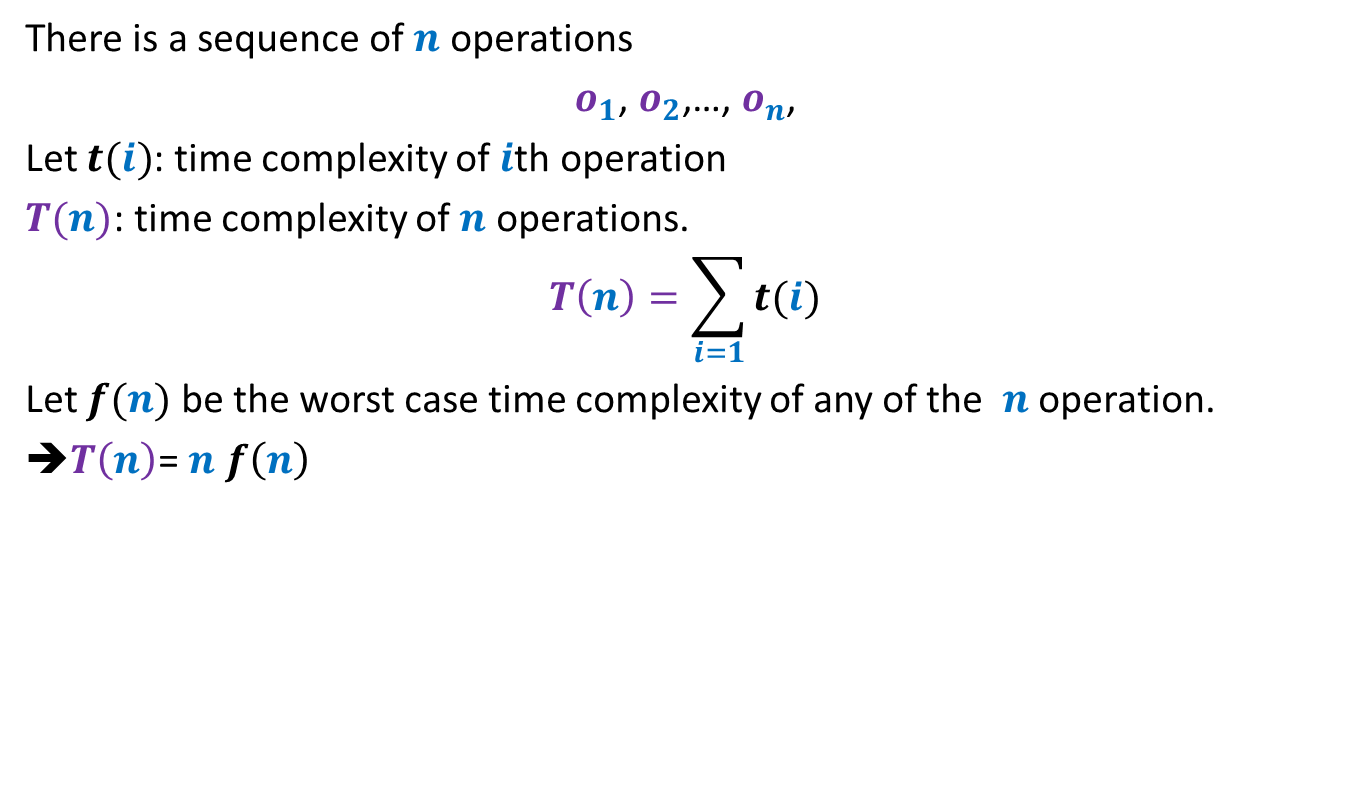 There is a sequence of n operations
o₁, o₂,…, oₙ,
Let t(i): time complexity of ith operation
T(n): time complexity of n operations.
T(n) = ∑ t(i)
i=1
Let f(n) be the worst case time complexity of any of the n operation.
➔T(n)= n f(n)